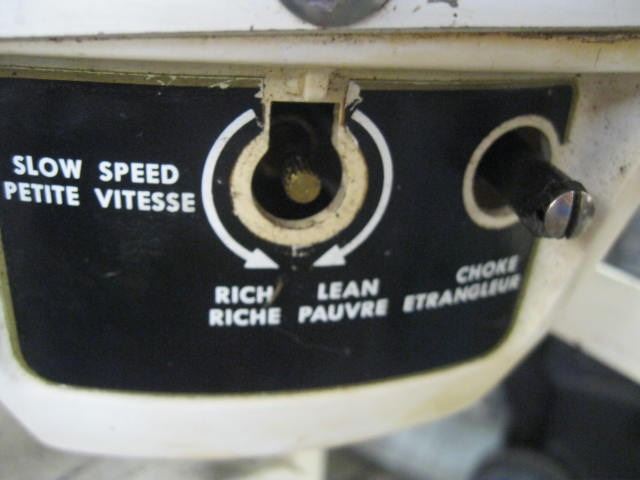 SLOW SPEED
PETITE VITESSE
RICH LEAN
RICHE PAUVRE
CHOKE
ETRANGLEUR